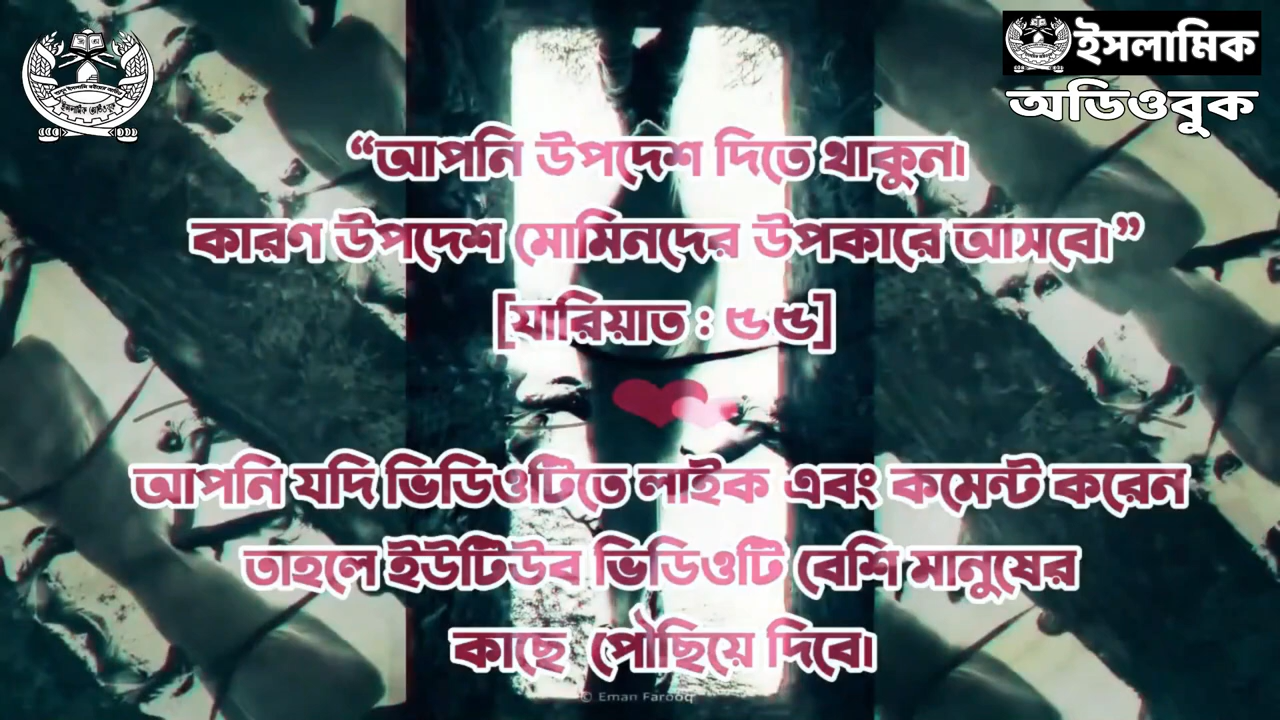 ইসলামিক
অডিওবুক
“আপনি উপদেশ দিতে থাকুন।
কারণ উপদেশ মোমিনদের উপকারে আসবে।”
[যারিয়াত : ৫৫]
আপনি যদি ভিডিওটিতে লাইক এবং কমেন্ট করেন
তাহলে ইউটিউব ভিডিওটি বেশি মানুষের
কাছে পৌছিয়ে দিবে।
© Eman Farooq